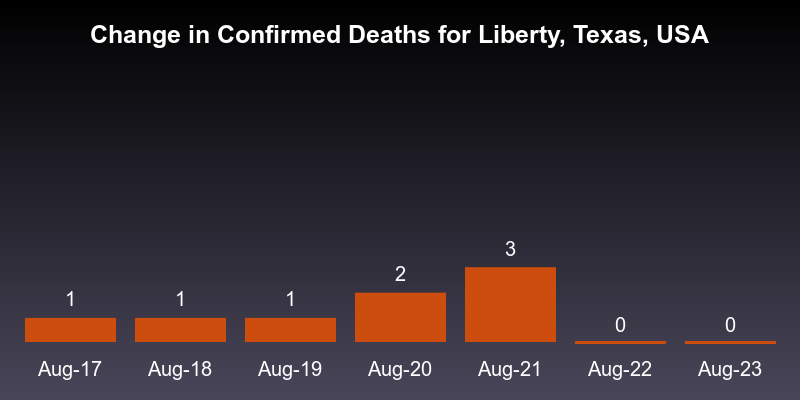 Change in Confirmed Deaths for Liberty, Texas, USA
1 1 1 2 3 0 0
Aug-17 Aug-18 Aug-19 Aug-20 Aug-21 Aug-22 Aug-23